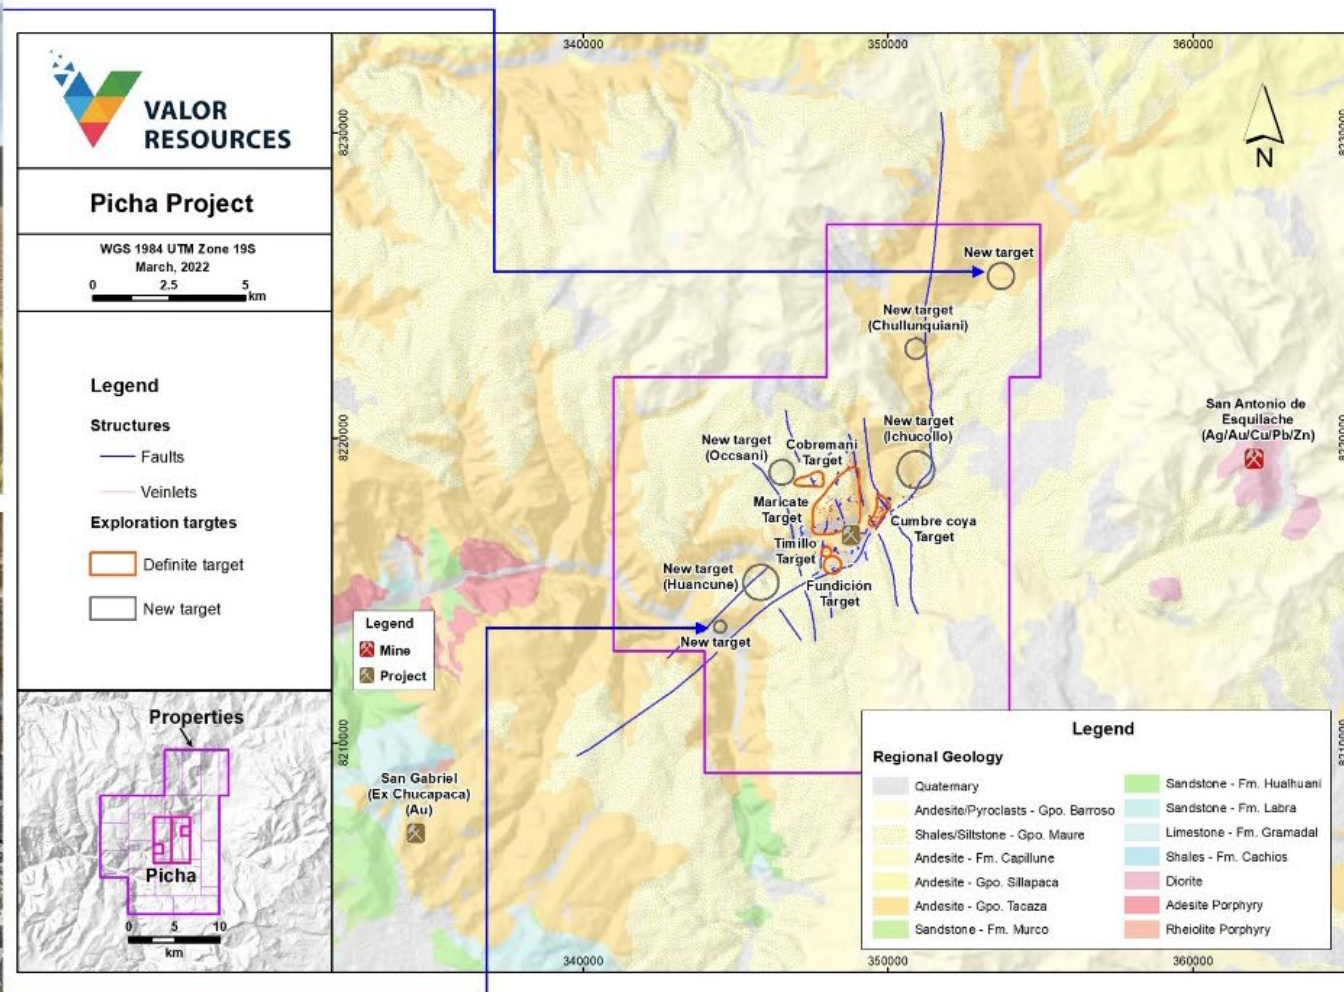 VALOR
RESOURCES
Picha Project
WGS 1984 UTM Zone 19S
March, 2022
0 2.5 5
km
Legend
Structures
Faults
Veinlets
Exploration targtes
Definite target
New target
Properties
Picha
0 5 10
km
340000 350000 360000
8230000
8220000
8210000
8230000
8220000
8210000
N
New target
New target
(Chullunquiani)
New target
(Ichucollo)
New target
(Occsani)
Cobremani
Target
San Antonio de
Esquilache
(Ag/Au/Cu/Pb/Zn)
Maricate
Target
Cumbre coya
Target
Timillo
Target
New target
(Huancune)
Fundición
Target
New target
Legend
Mine
Project
San Gabriel
(Ex Chucapaca)
(Au)
Legend
Regional Geology
Quaternary
Andesite/Pyroclasts - Gpo. Barroso
Shales/Siltstone - Gpo. Maure
Andesite - Fm. Capillune
Andesite - Gpo. Sillapaca
Andesite - Gpo. Tacaza
Sandstone - Fm. Murco
Sandstone - Fm. Hualhuani
Sandstone - Fm. Labra
Limestone - Fm. Gramadal
Shales - Fm. Cachios
Diorite
Adesite Porphyry
Rheiolite Porphyry
340000 350000 360000